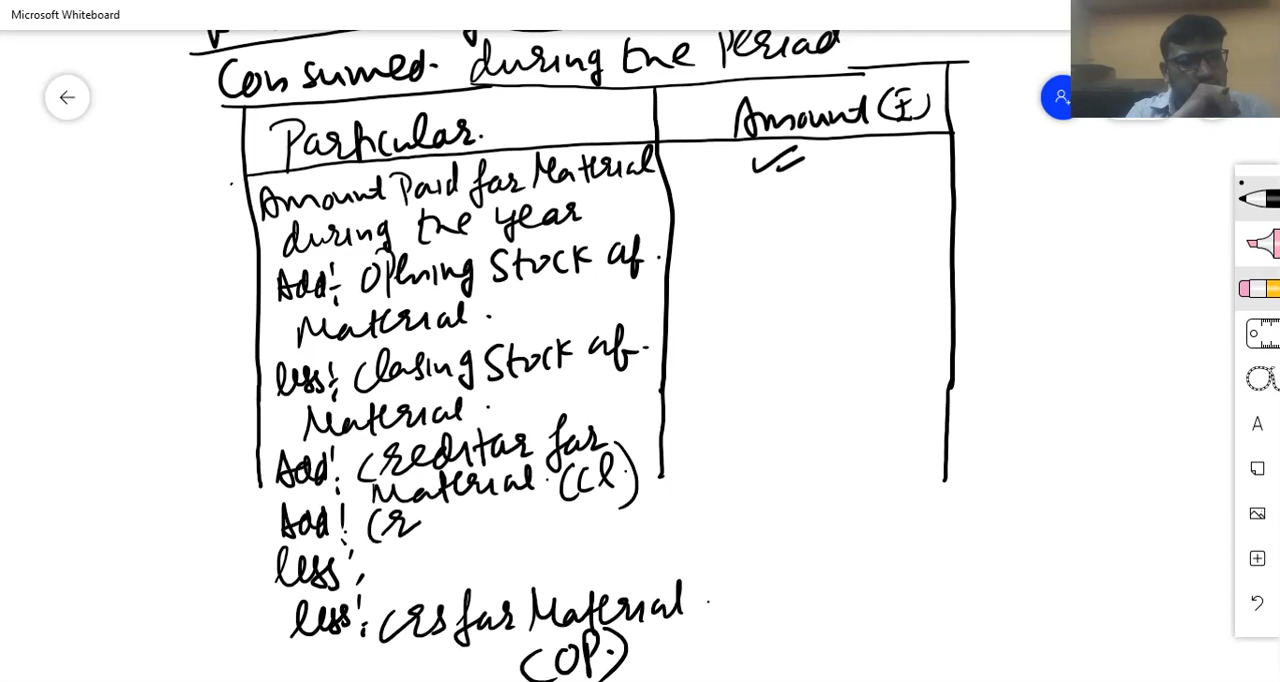 Microsoft Whiteboard
Consumed. during the Period
Particular. Amount (₹)
Amount Paid for Material
during the year
Add:- Opening Stock of
Material.
less:- Closing Stock of
Material.
Add:- Creditor for
Material. (Cl.)
Add: Cr
less:
less:- Crs for Material.
(OP.)
A